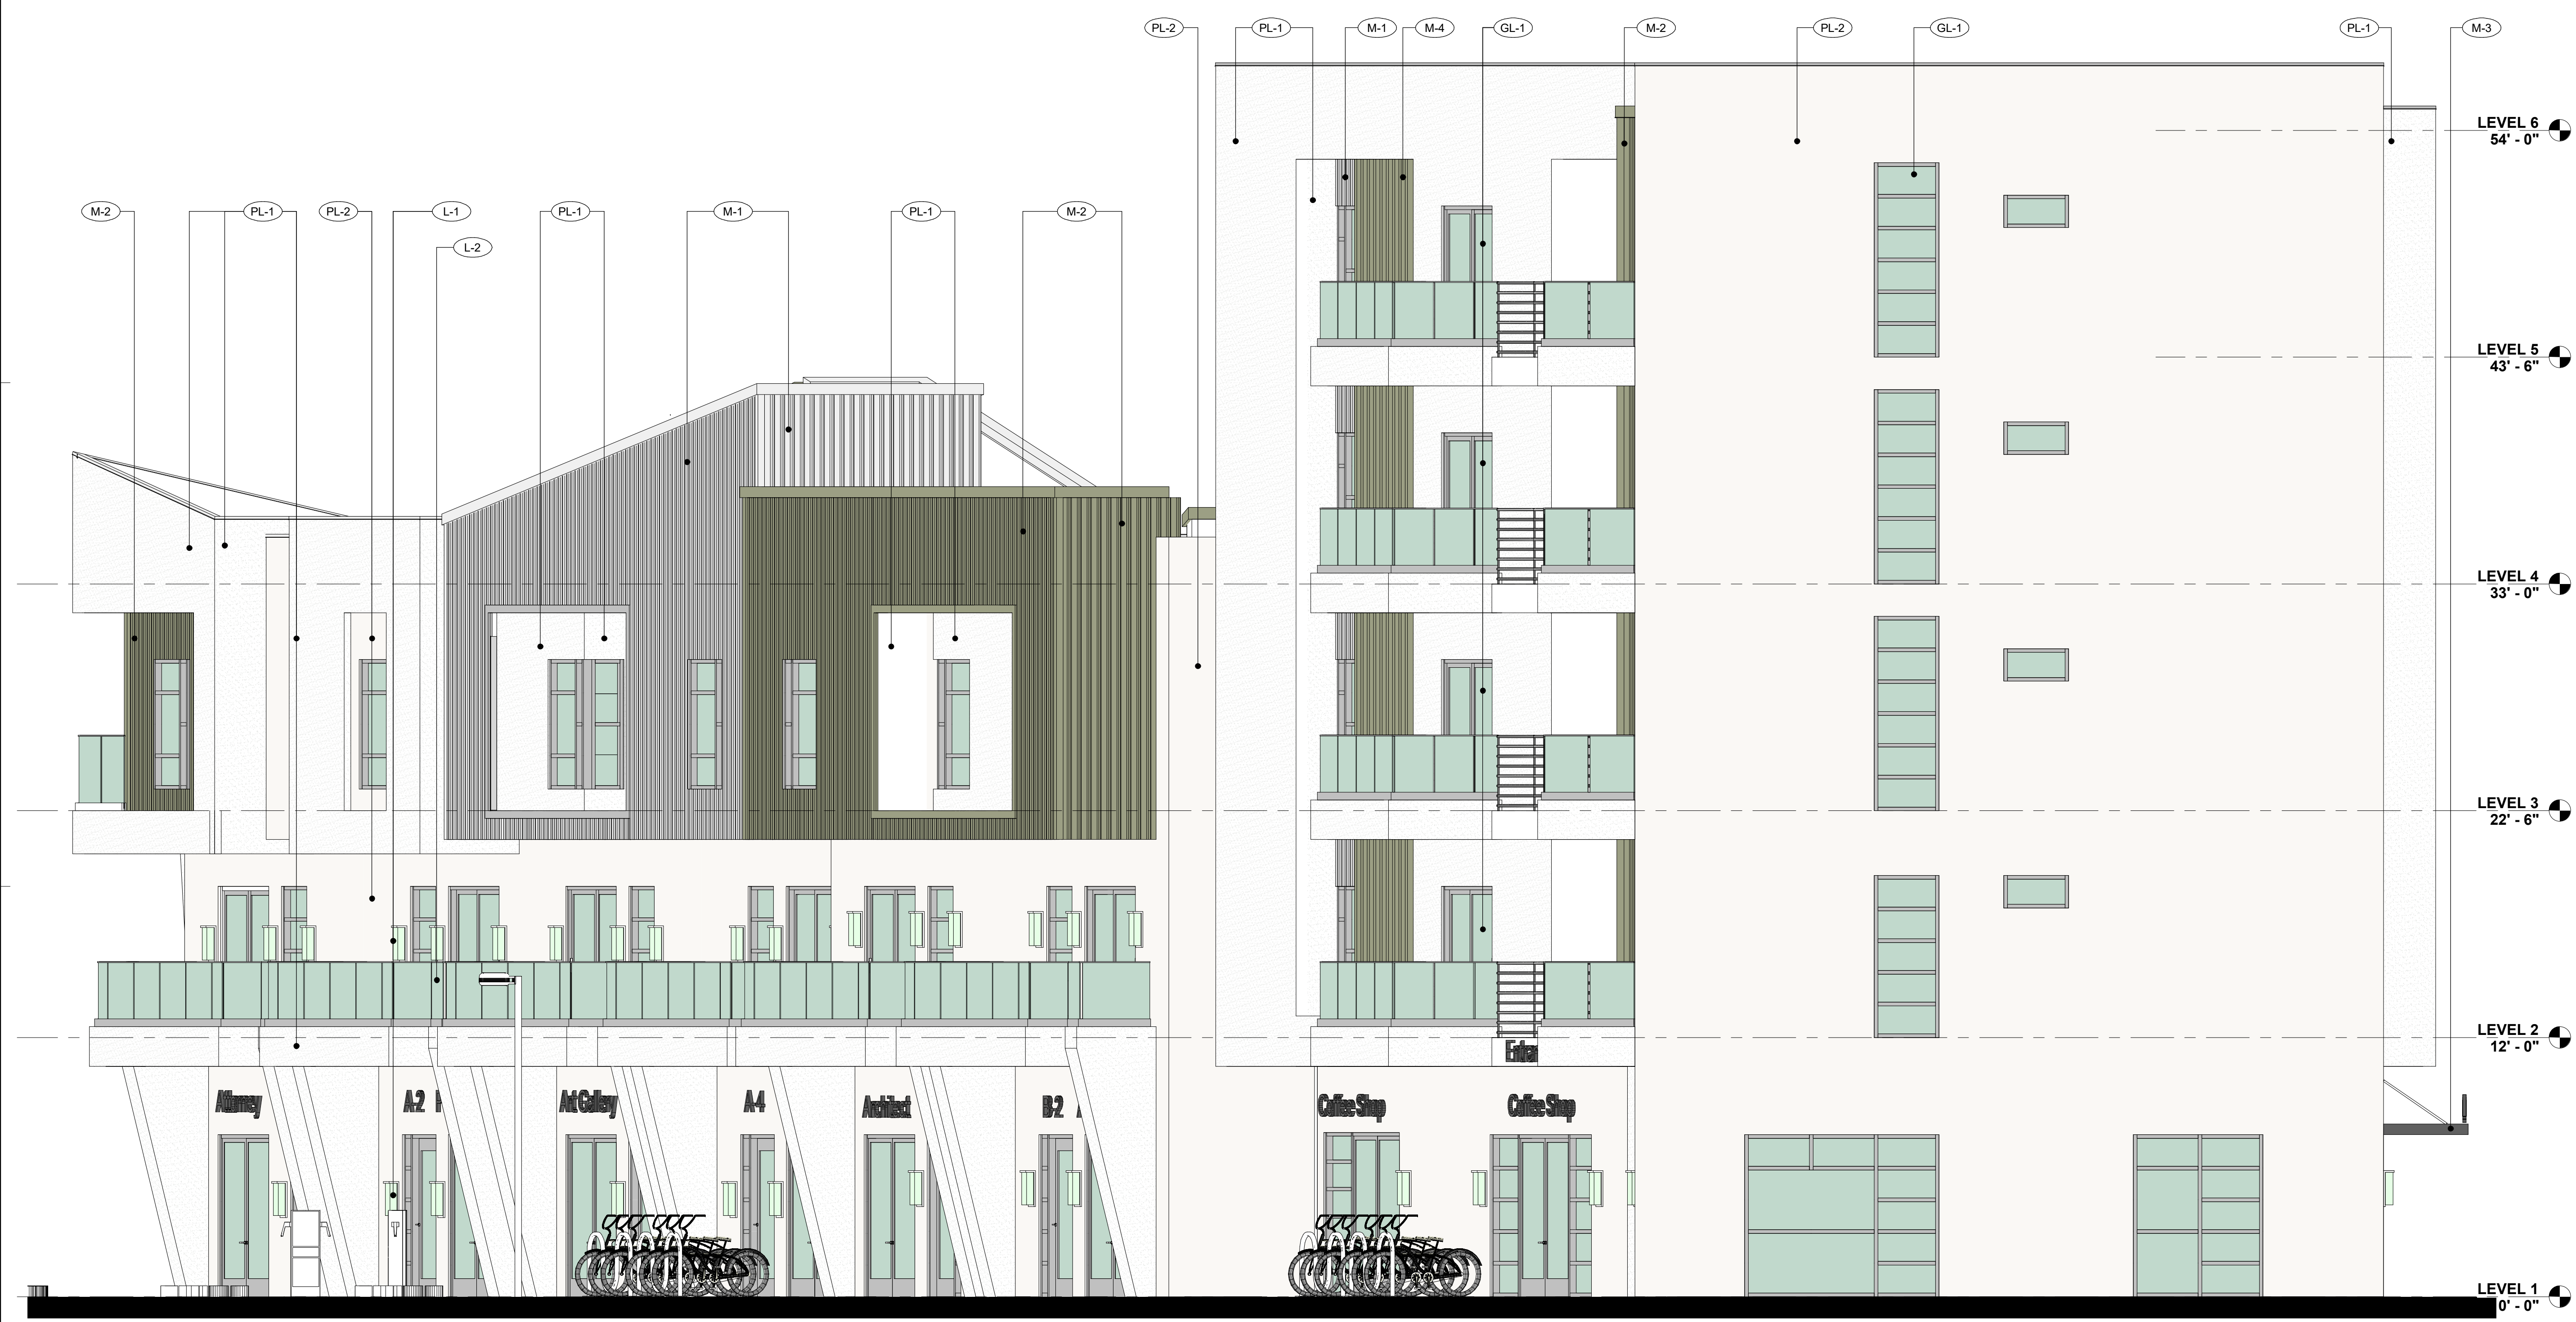 PL-2
PL-1
M-1
M-4
GL-1
M-2
PL-2
GL-1
PL-1
M-3
LEVEL 6
54' - 0"
M-2
PL-1
PL-2
L-1
PL-1
M-1
PL-1
M-2
L-2
LEVEL 5
43' - 6"
LEVEL 4
33' - 0"
LEVEL 3
22' - 6"
LEVEL 2
12' - 0"
Attorney
A-2
Art Gallery
A-4
Architect
B-2
Coffee Shop
Coffee Shop
LEVEL 1
0' - 0"